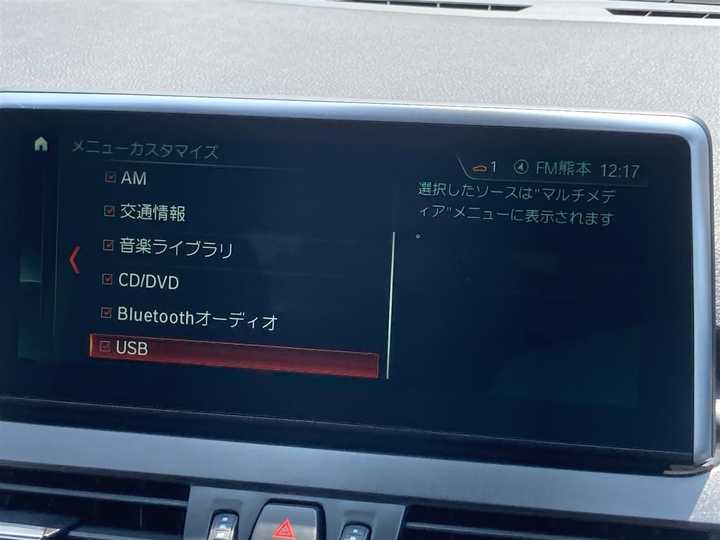 メニューカスタマイズ
1 FM熊本 12:17
AM
交通情報
音楽ライブラリ
CD/DVD
Bluetoothオーディオ
USB
選択したソースは"マルチメデ
ィア"メニューに表示されます
。